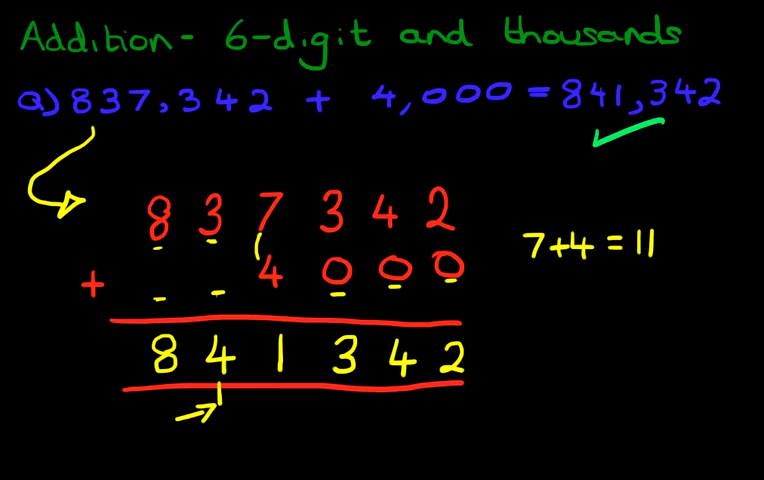 Addition - 6-digit and thousands
Q) 837,342 + 4,000 = 841,342
8 3 7 3 4 2
+ 4 0 0 0
7+4 = 11
8 4 1 3 4 2
1